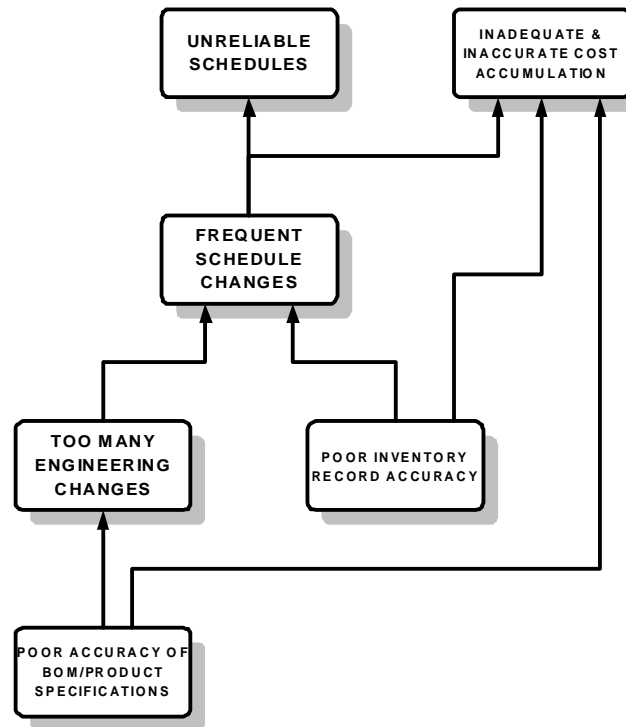 UNRELIABLE
SCHEDULES
INADEQUATE &
INACCURATE COST
ACCUMULATION
FREQUENT
SCHEDULE
CHANGES
TOO MANY
ENGINEERING
CHANGES
POOR INVENTORY
RECORD ACCURACY
POOR ACCURACY OF
BOM/PRODUCT
SPECIFICATIONS